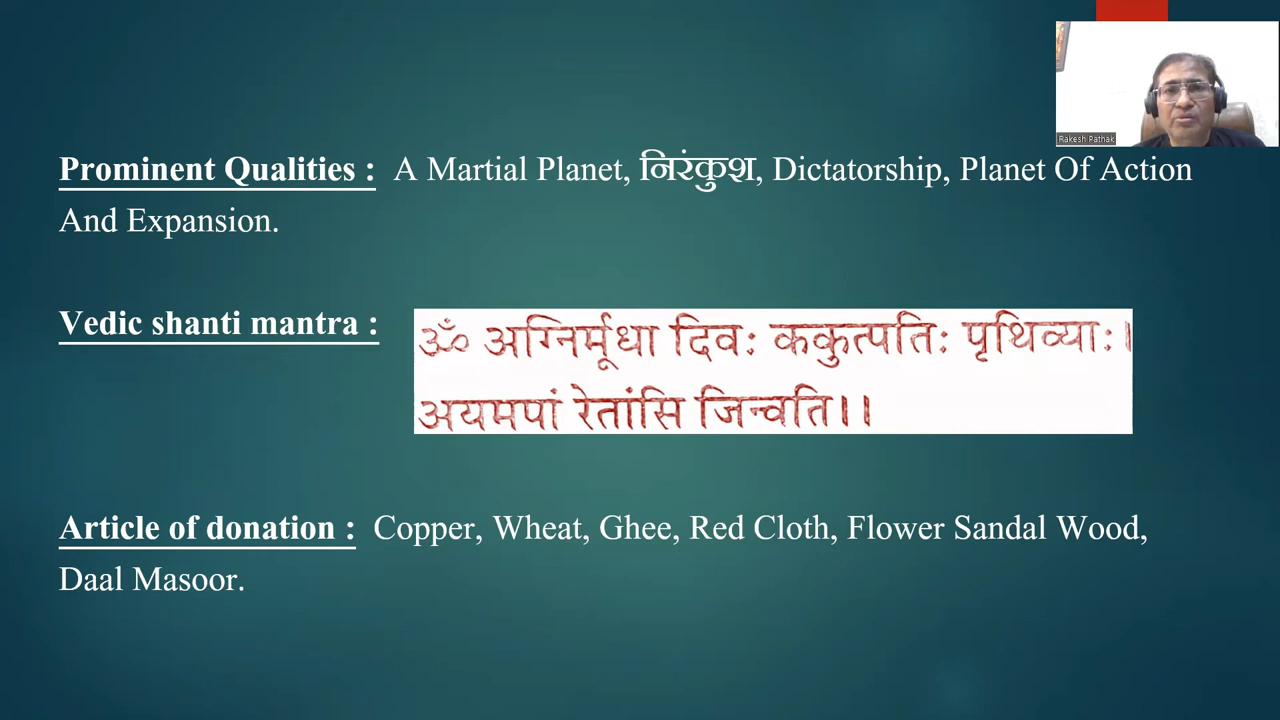 Rakesh Pathak
Prominent Qualities : A Martial Planet, निरंकुश, Dictatorship, Planet Of Action
And Expansion.
Vedic shanti mantra :
ॐ अग्निर्मूधा दिवः ककुत्पतिः पृथिव्याः।
अयमपां रेतांसि जिन्वति।।
Article of donation : Copper, Wheat, Ghee, Red Cloth, Flower Sandal Wood,
Daal Masoor.